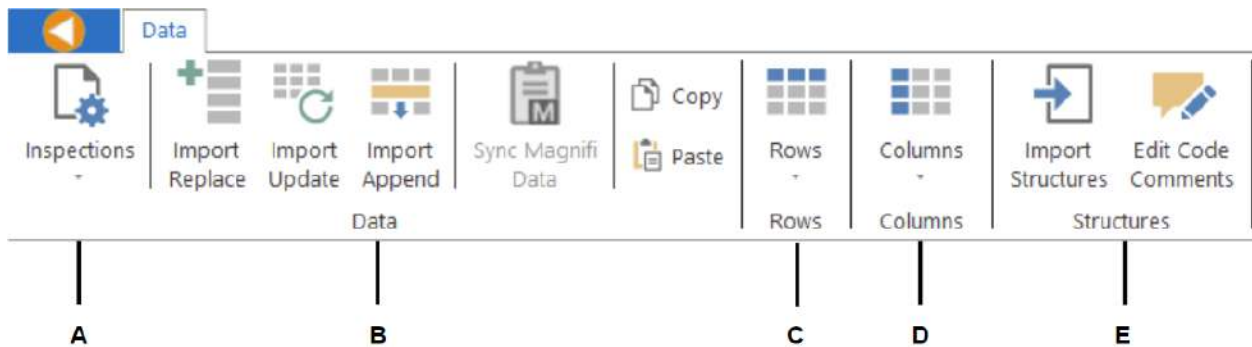 Data
Inspections
Import
Replace
Import
Update
Import
Append
M
Sync Magnifi
Data
Copy
Paste
Rows
Columns
Import
Structures
Edit Code
Comments
Data
Rows
Columns
Structures
A
B
C
D
E